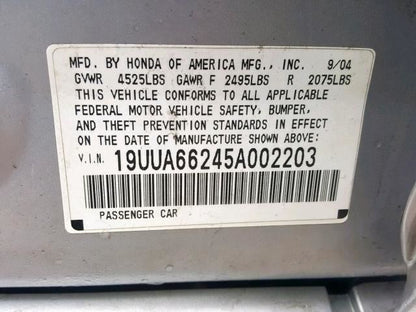 MFD. BY HONDA OF AMERICA MFG., INC. 9/04
GVWR 4525LBS GAWR F 2495LBS R 2075LBS
THIS VEHICLE CONFORMS TO ALL APPLICABLE
FEDERAL MOTOR VEHICLE SAFETY, BUMPER,
AND THEFT PREVENTION STANDARDS IN EFFECT
ON THE DATE OF MANUFACTURE SHOWN ABOVE.
V.I.N. 19UUA66245A002203
PASSENGER CAR